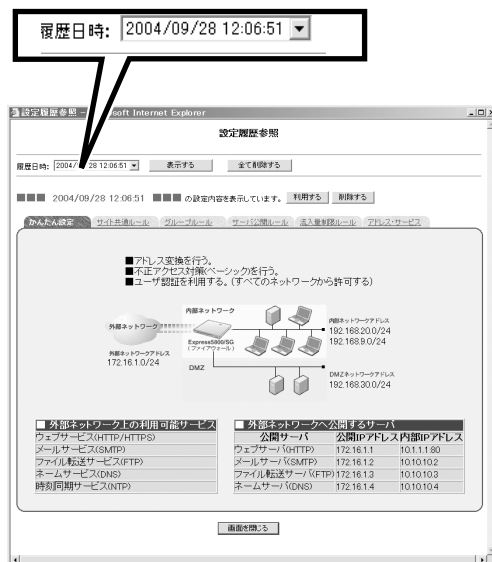 履歴日時: 2004/09/28 12:06:51
設定履歴参照 - soft Internet Explorer
設定履歴参照
履歴日時: 2004/ 28 12:06:51 表示する 全て削除する
■■■ 2004/09/28 12:06:51 ■■■ の設定内容を表示しています。 利用する 削除する
かんたん設定 サイト共通ルール グループルール サーバ公開ルール 流入量制限ルール アドレス・サービス
■アドレス変換を行う。
■不正アクセス対策(ベーシック)を行う。
■ユーザ認証を利用する。(すべてのネットワークから許可する)
内部ネットワーク
外部ネットワーク
Express5800/SG
(ファイアウォール)
外部ネットワークアドレス
172.16.1.0/24
DMZ
内部ネットワークアドレス
192.168.20.0/24
192.168.9.0/24
DMZネットワークアドレス
192.168.30.0/24
■ 外部ネットワーク上の利用可能サービス
ウェブサービス(HTTP/HTTPS)
メールサービス(SMTP)
ファイル転送サービス(FTP)
ネームサービス(DNS)
時刻同期サービス(NTP)
■ 外部ネットワークへ公開するサーバ
公開サーバ 公開IPアドレス 内部IPアドレス
ウェブサーバ(HTTP) 172.16.1.1 10.1.1.1:80
メールサーバ(SMTP) 172.16.1.2 10.10.10.2
ファイル転送サーバ(FTP) 172.16.1.3 10.10.10.3
ネームサーバ(DNS) 172.16.1.4 10.10.10.4
画面を閉じる